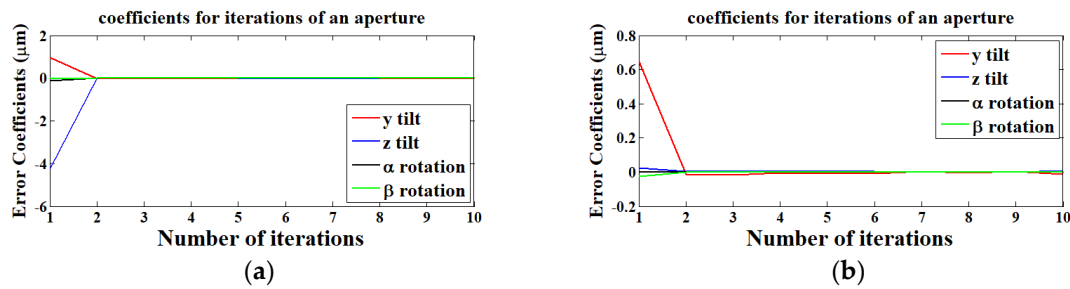 coefficients for iterations of an aperture
Error Coefficients (μm)
2
0
-2
-4
-6
y tilt
z tilt
α rotation
β rotation
1 2 3 4 5 6 7 8 9 10
Number of iterations
(a)
coefficients for iterations of an aperture
Error Coefficients (μm)
0.8
0.6
0.4
0.2
0
-0.2
y tilt
z tilt
α rotation
β rotation
1 2 3 4 5 6 7 8 9 10
Number of iterations
(b)